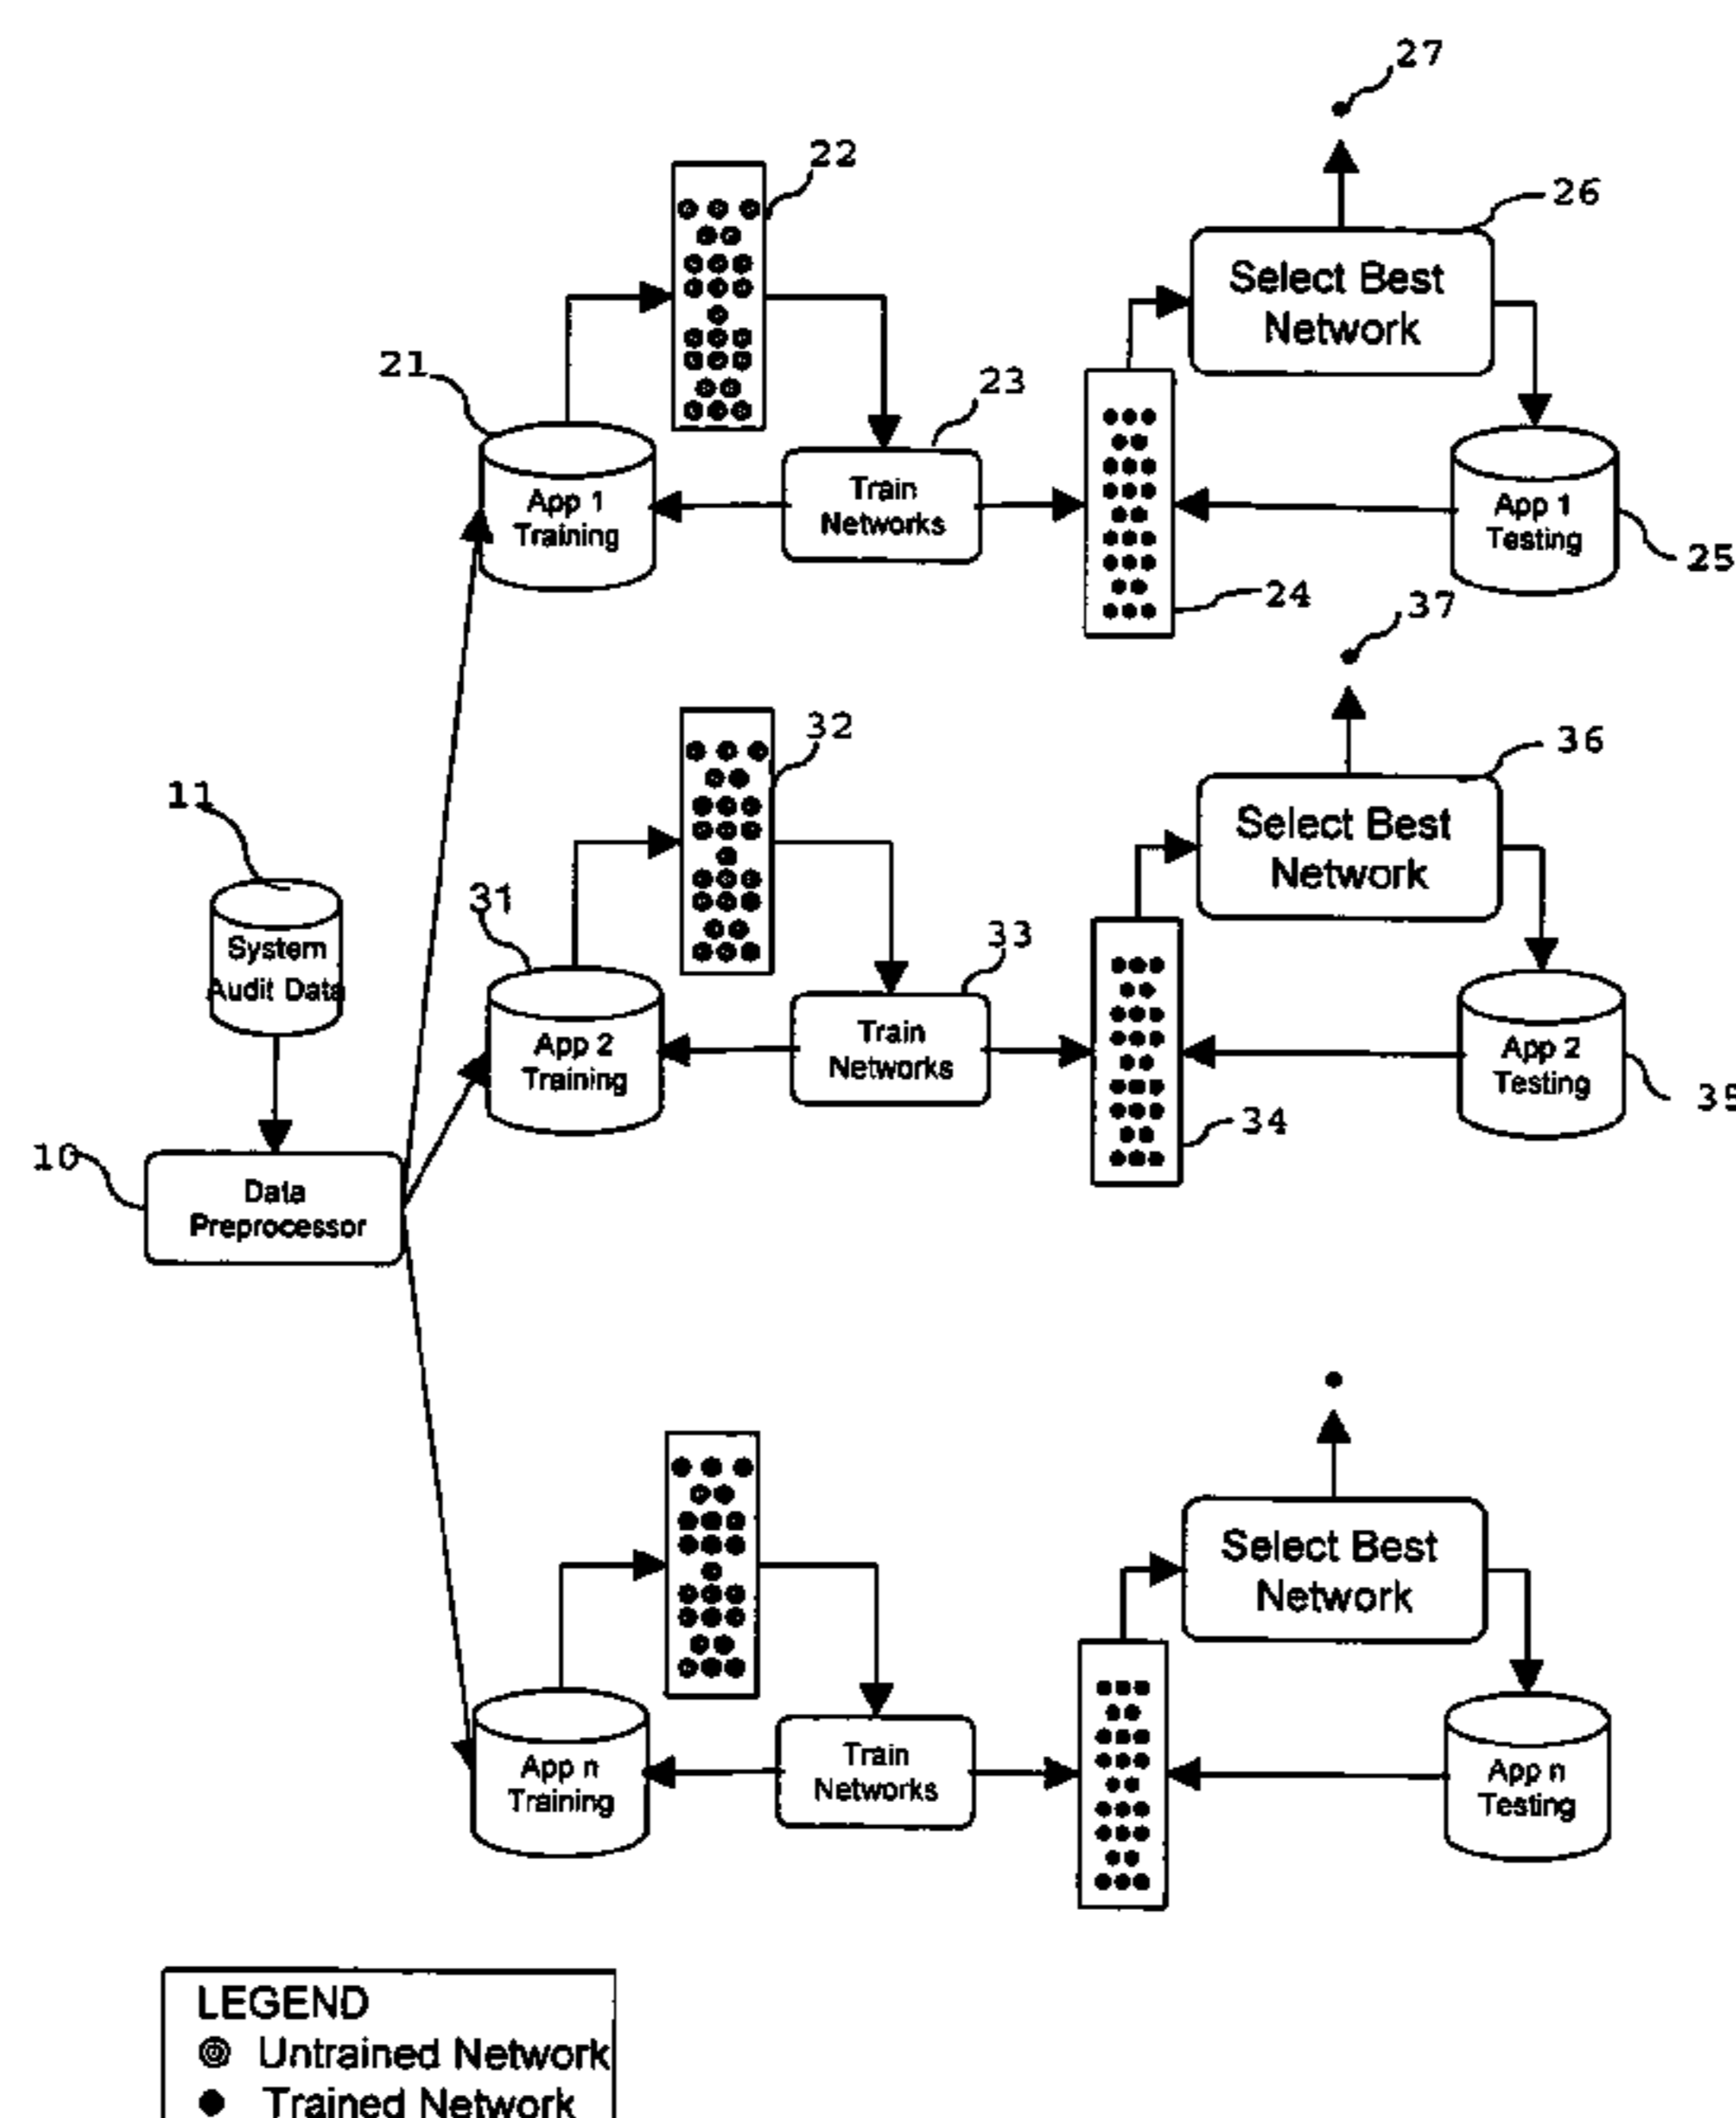 27
22
26
Select Best
Network
21
23
App 1
Training
Train
Networks
App 1
Testing
25
24
37
32
36
Select Best
Network
11
System
Audit Data
31
33
App 2
Training
Train
Networks
App 2
Testing
35
34
10
Data
Preprocessor
Select Best
Network
App n
Training
Train
Networks
App n
Testing
LEGEND
Untrained Network
Trained Network